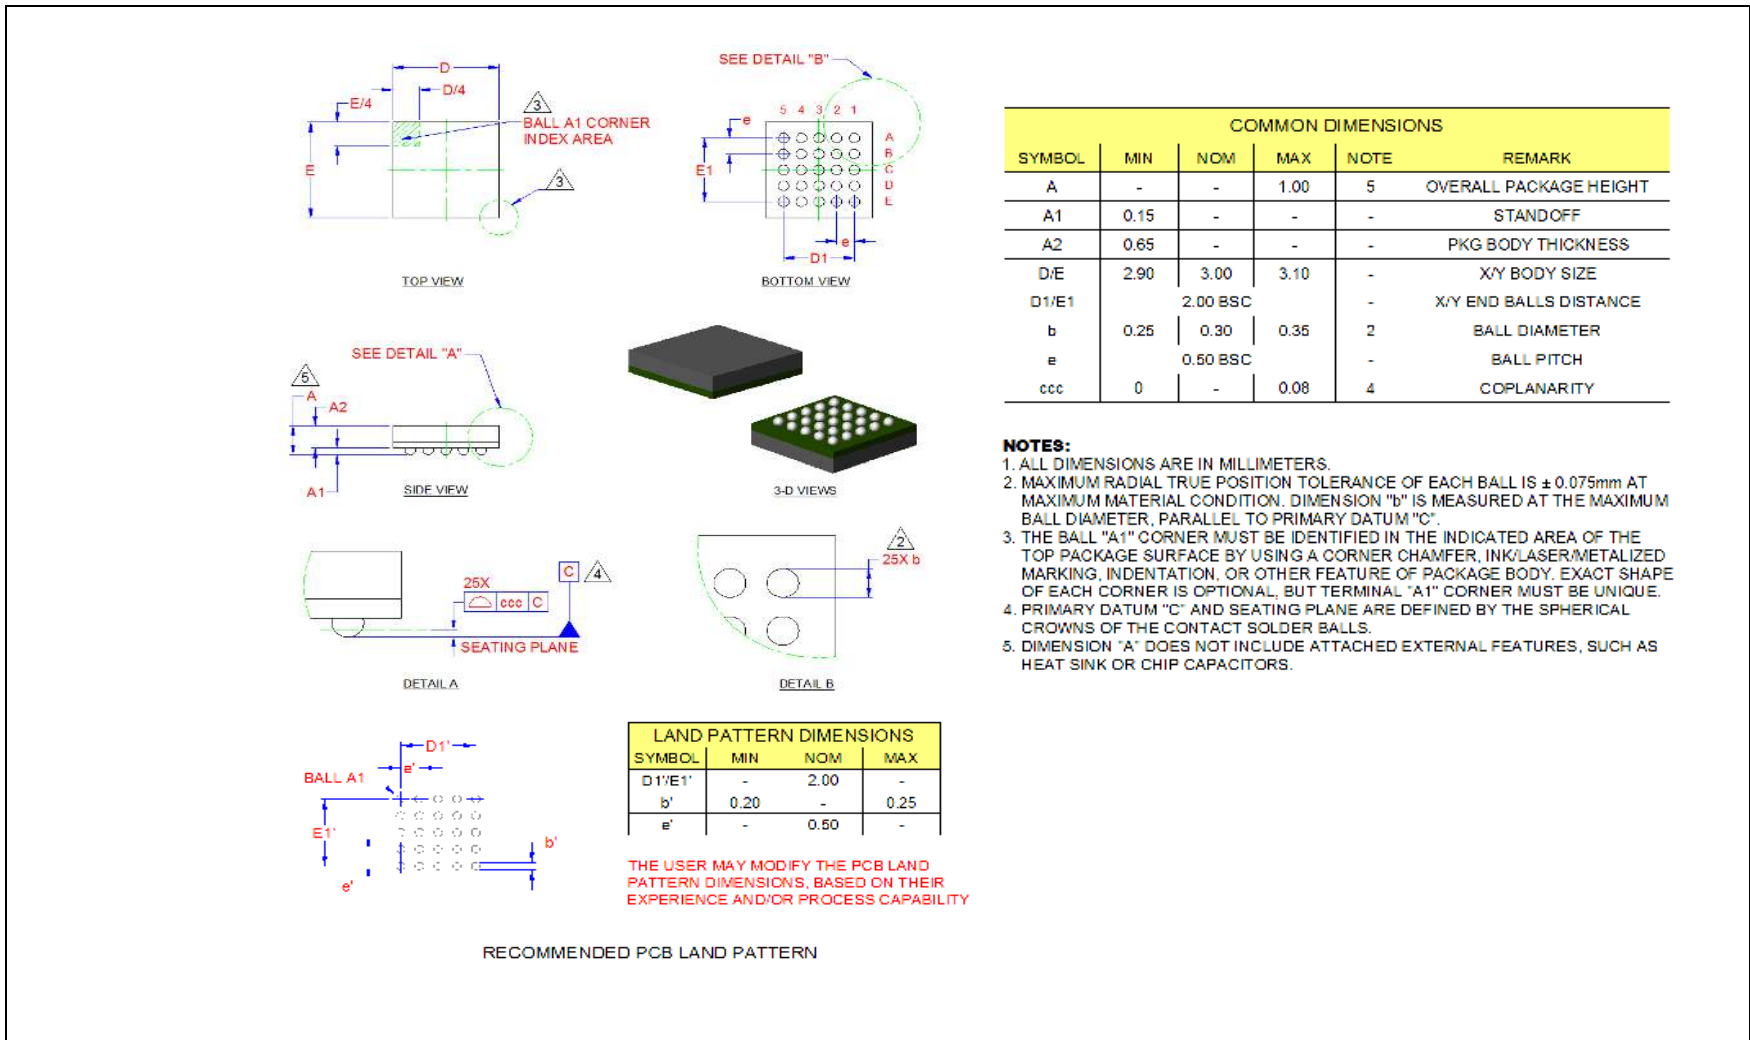 SEE DETAIL "B"
D
D/4
E/4
3
BALL A1 CORNER
INDEX AREA
E
3
TOP VIEW
5 4 3 2 1
e
A
B
C
D
E
E1
e
D1
BOTTOM VIEW
SEE DETAIL "A"
5
A
A2
A1
SIDE VIEW
3-D VIEWS
25X
ccc C
C
4
SEATING PLANE
DETAIL A
2
25X b
DETAIL B
D1'
e'
BALL A1
E1'
e'
b'
LAND PATTERN DIMENSIONS
SYMBOL MIN NOM MAX
D1'/E1' - 2.00 -
b' 0.20 - 0.25
e' - 0.50 -
THE USER MAY MODIFY THE PCB LAND
PATTERN DIMENSIONS, BASED ON THEIR
EXPERIENCE AND/OR PROCESS CAPABILITY
RECOMMENDED PCB LAND PATTERN
COMMON DIMENSIONS
SYMBOL MIN NOM MAX NOTE REMARK
A - - 1.00 5 OVERALL PACKAGE HEIGHT
A1 0.15 - - - STANDOFF
A2 0.65 - - - PKG BODY THICKNESS
D/E 2.90 3.00 3.10 - X/Y BODY SIZE
D1/E1 2.00 BSC - X/Y END BALLS DISTANCE
b 0.25 0.30 0.35 2 BALL DIAMETER
e 0.50 BSC - BALL PITCH
ccc 0 - 0.08 4 COPLANARITY
NOTES:
1. ALL DIMENSIONS ARE IN MILLIMETERS.
2. MAXIMUM RADIAL TRUE POSITION TOLERANCE OF EACH BALL IS ± 0.075mm AT
MAXIMUM MATERIAL CONDITION. DIMENSION "b" IS MEASURED AT THE MAXIMUM
BALL DIAMETER, PARALLEL TO PRIMARY DATUM "C".
3. THE BALL "A1" CORNER MUST BE IDENTIFIED IN THE INDICATED AREA OF THE
TOP PACKAGE SURFACE BY USING A CORNER CHAMFER, INK/LASER/METALIZED
MARKING, INDENTATION, OR OTHER FEATURE OF PACKAGE BODY. EXACT SHAPE
OF EACH CORNER IS OPTIONAL, BUT TERMINAL "A1" CORNER MUST BE UNIQUE.
4. PRIMARY DATUM "C" AND SEATING PLANE ARE DEFINED BY THE SPHERICAL
CROWNS OF THE CONTACT SOLDER BALLS.
5. DIMENSION "A" DOES NOT INCLUDE ATTACHED EXTERNAL FEATURES, SUCH AS
HEAT SINK OR CHIP CAPACITORS.